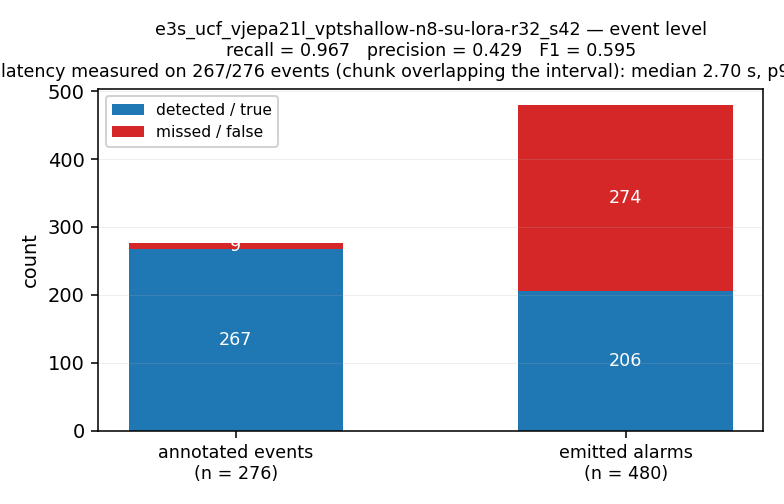 e3s_ucf_vjepa21l_vptshallow-n8-su-lora-r32_s42 — event level
recall = 0.967   precision = 0.429   F1 = 0.595
latency measured on 267/276 events (chunk overlapping the interval): median 2.70 s, p9
detected / true
missed / false
500
400
300
200
100
0
count
9
267
274
206
annotated events
(n = 276)
emitted alarms
(n = 480)